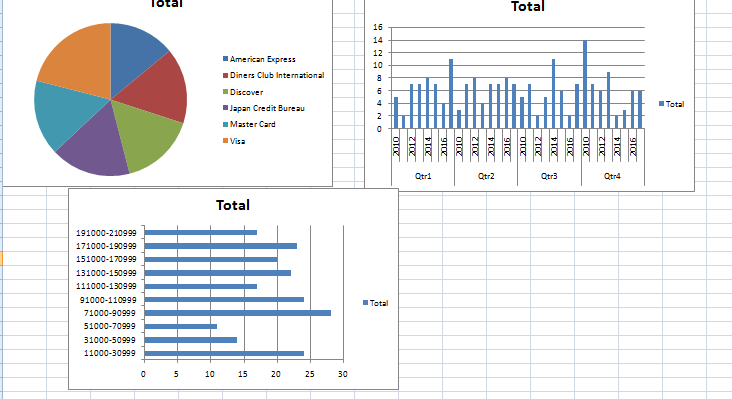 Total
American Express
Diners Club International
Discover
Japan Credit Bureau
Master Card
Visa
Total
16
14
12
10
8
6
4
2
0
2010
2012
2014
2016
2010
2012
2014
2016
2010
2012
2014
2016
2010
2012
2014
2016
Qtr1 Qtr2 Qtr3 Qtr4
Total
Total
191000-210999
171000-190999
151000-170999
131000-150999
111000-130999
91000-110999
71000-90999
51000-70999
31000-50999
11000-30999
0 5 10 15 20 25 30
Total